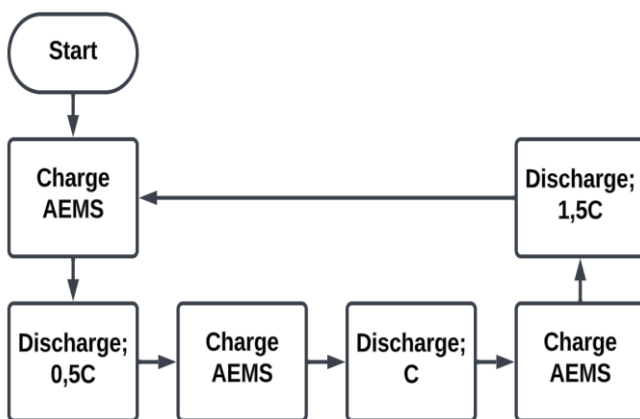 Start
Charge
AEMS
Discharge;
1,5C
Discharge;
0,5C
Charge
AEMS
Discharge;
C
Charge
AEMS